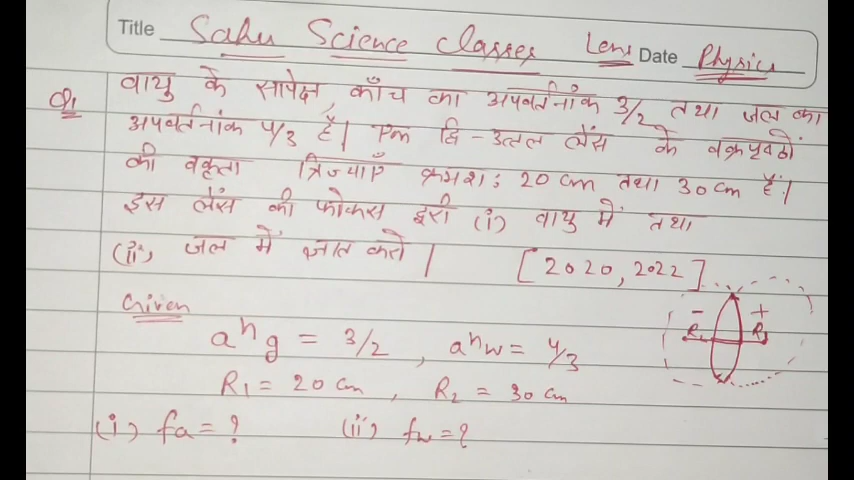 Title Sahu Science classes Lens Date Physics
Q1 वायु के सापेक्ष काँच का अपवर्तनांक 3/2 तथा जल का
अपवर्तनांक 4/3 है। एक द्वि-उत्तल लेंस के वक्रपृष्ठों
की वक्रता त्रिज्याएँ क्रमशः 20 cm तथा 30 cm हैं।
इस लेंस की फोकस दूरी (i) वायु में तथा
(ii) जल में ज्ञात करो। [2020, 2022]
Given
ang = 3/2 , anw = 4/3
- +
R2 R1
R1 = 20 cm , R2 = 30 cm
(i) fa = ? (ii) fw = ?